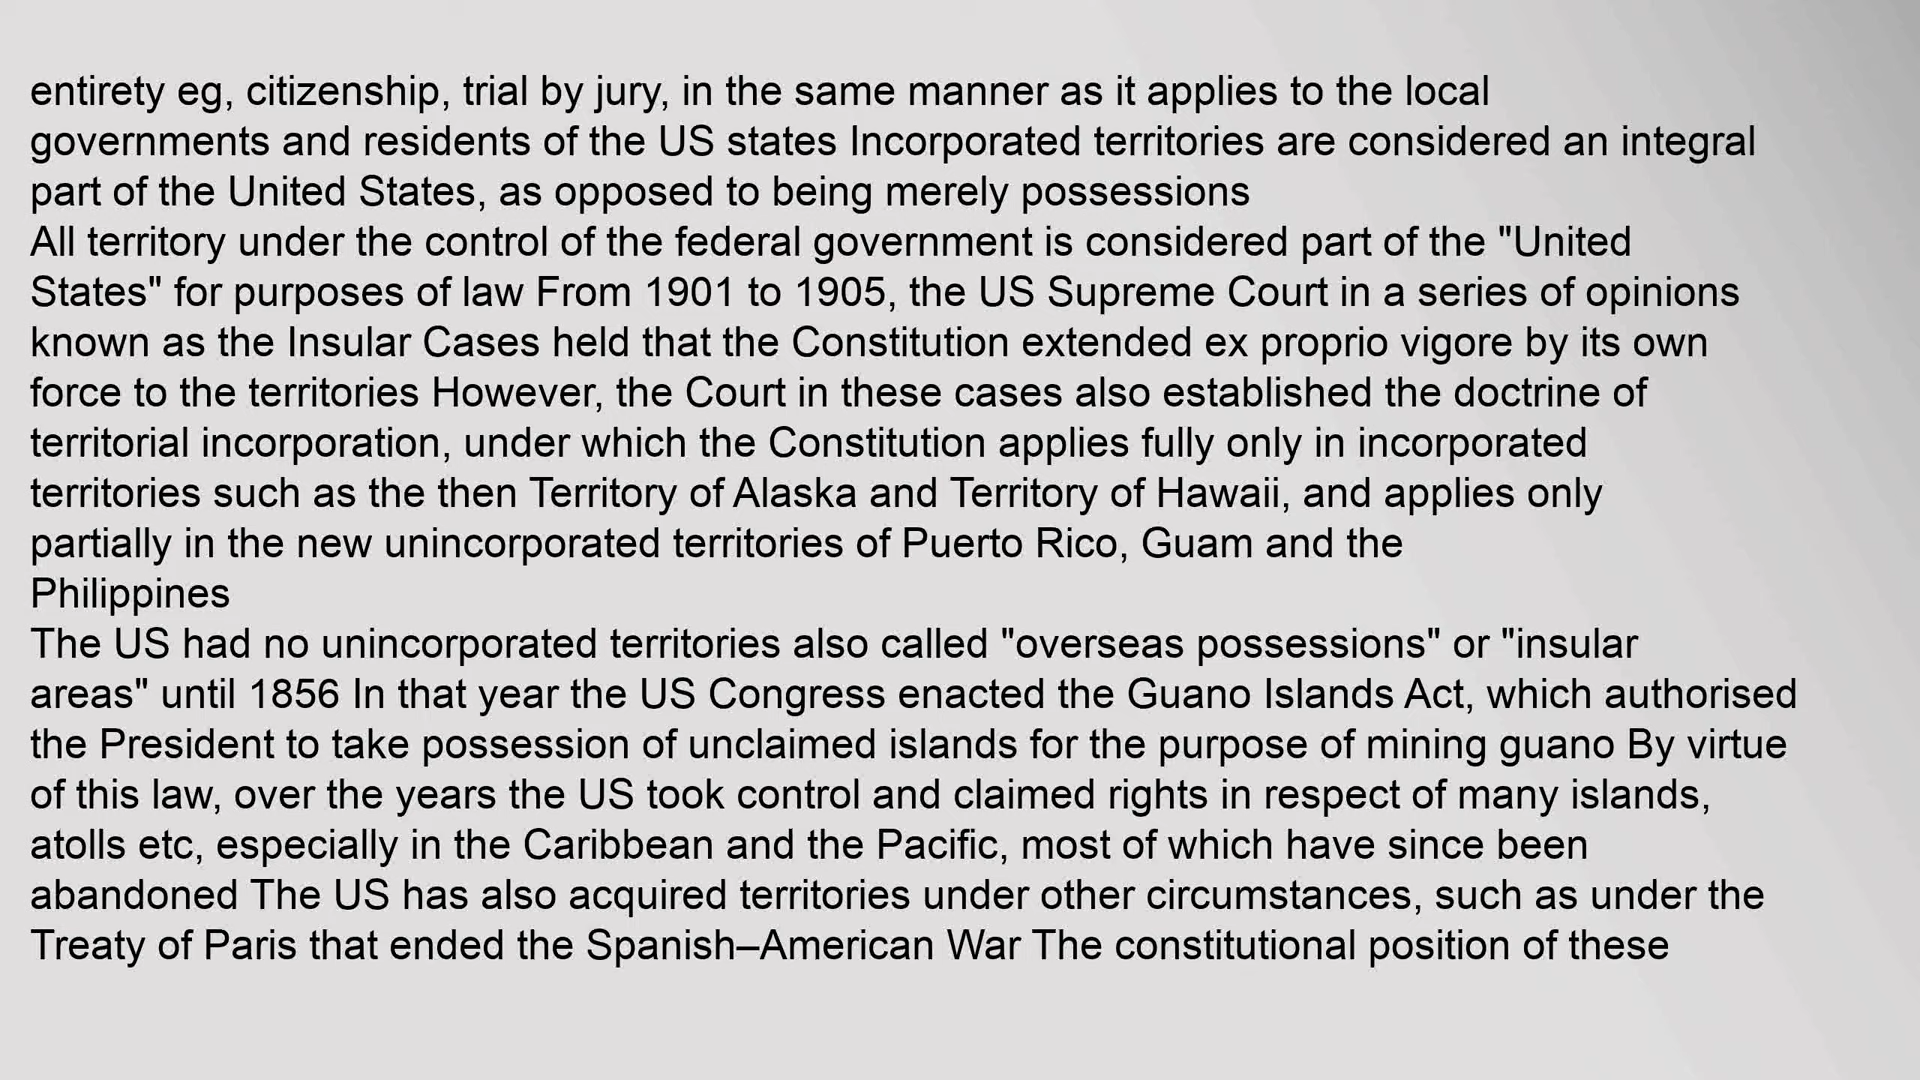 entirety eg, citizenship, trial by jury, in the same manner as it applies to the local
governments and residents of the US states Incorporated territories are considered an integral
part of the United States, as opposed to being merely possessions
All territory under the control of the federal government is considered part of the "United
States" for purposes of law From 1901 to 1905, the US Supreme Court in a series of opinions
known as the Insular Cases held that the Constitution extended ex proprio vigore by its own
force to the territories However, the Court in these cases also established the doctrine of
territorial incorporation, under which the Constitution applies fully only in incorporated
territories such as the then Territory of Alaska and Territory of Hawaii, and applies only
partially in the new unincorporated territories of Puerto Rico, Guam and the
Philippines
The US had no unincorporated territories also called "overseas possessions" or "insular
areas" until 1856 In that year the US Congress enacted the Guano Islands Act, which authorised
the President to take possession of unclaimed islands for the purpose of mining guano By virtue
of this law, over the years the US took control and claimed rights in respect of many islands,
atolls etc, especially in the Caribbean and the Pacific, most of which have since been
abandoned The US has also acquired territories under other circumstances, such as under the
Treaty of Paris that ended the Spanish–American War The constitutional position of these